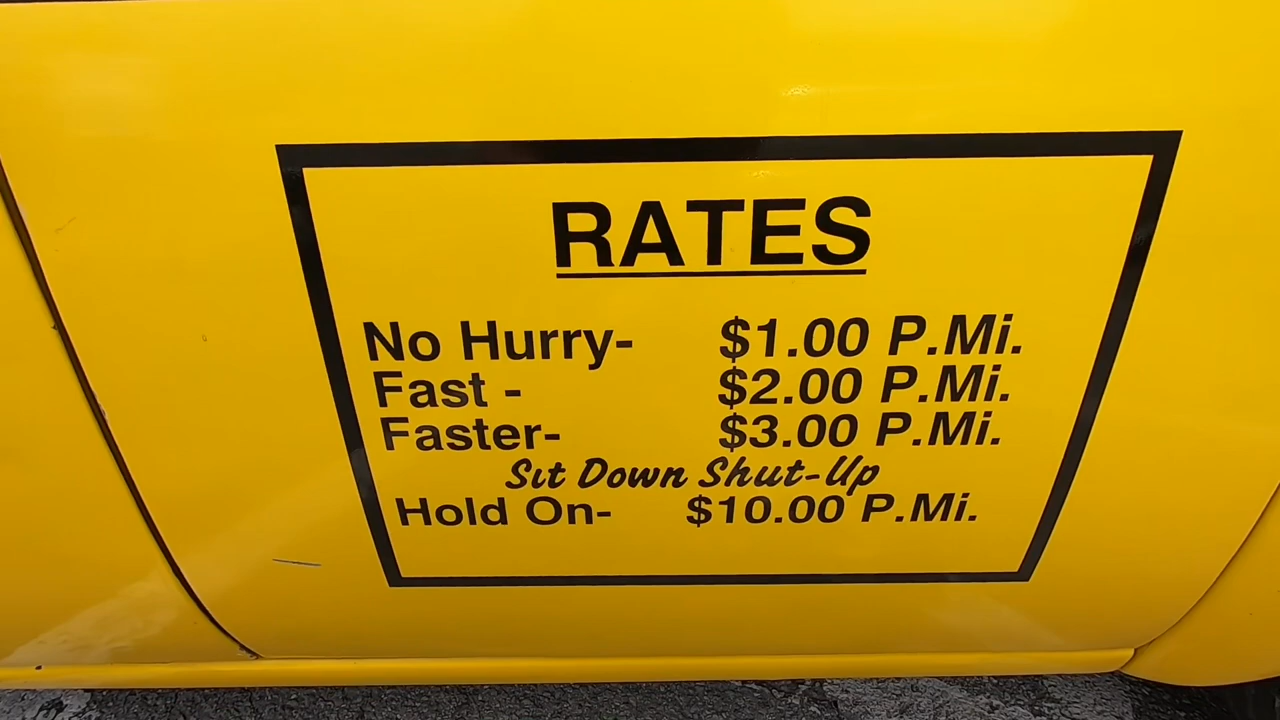 RATES
No Hurry- $1.00 P.Mi.
Fast - $2.00 P.Mi.
Faster- $3.00 P.Mi.
Sit Down Shut-Up
Hold On- $10.00 P.Mi.